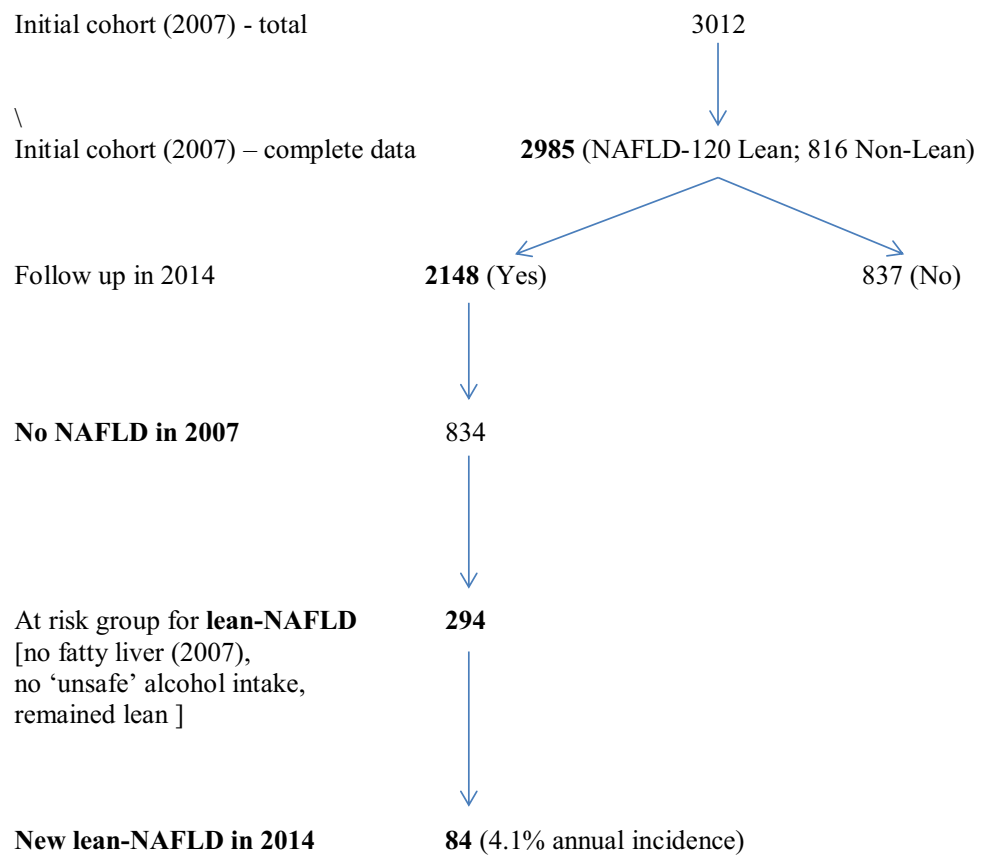 Initial cohort (2007) - total 3012
\
Initial cohort (2007) – complete data 2985 (NAFLD-120 Lean; 816 Non-Lean)
Follow up in 2014 2148 (Yes) 837 (No)
No NAFLD in 2007 834
At risk group for lean-NAFLD 294
[no fatty liver (2007),
no ‘unsafe’ alcohol intake,
remained lean ]
New lean-NAFLD in 2014 84 (4.1% annual incidence)